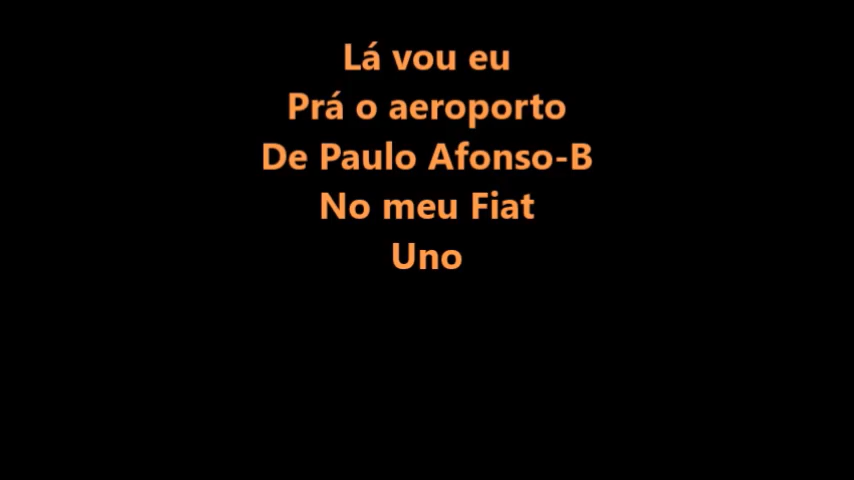 Lá vou eu
Prá o aeroporto
De Paulo Afonso-B
No meu Fiat
Uno